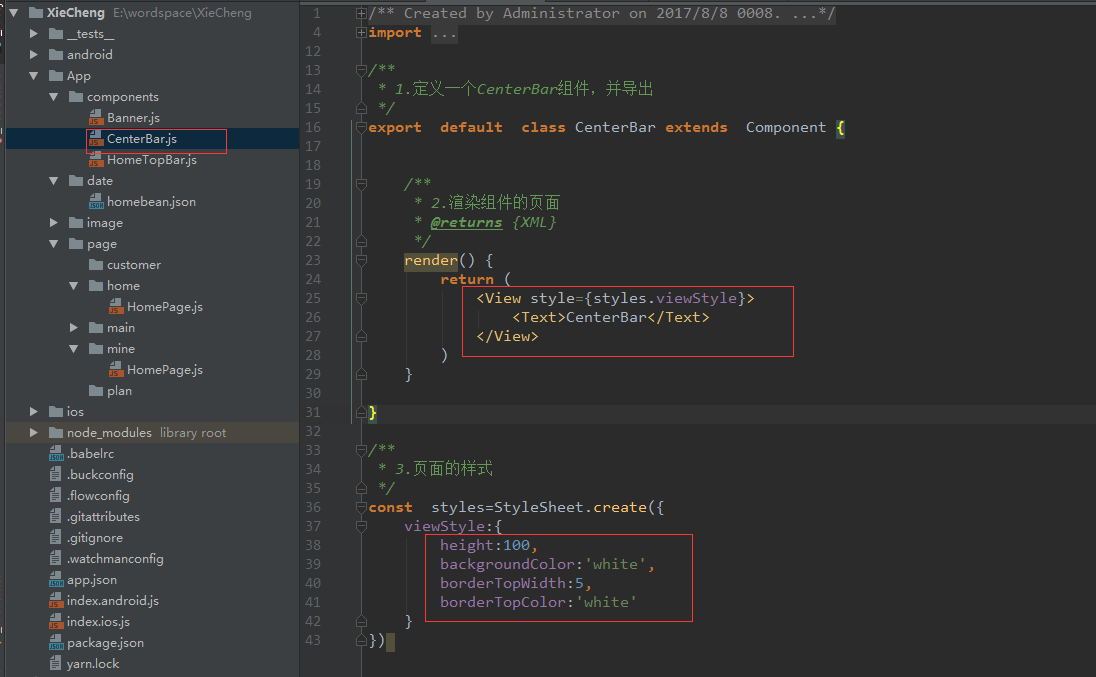 XieCheng E:\wordspace\XieCheng
__tests__
android
App
components
Banner.js
CenterBar.js
HomeTopBar.js
date
homebean.json
image
page
customer
home
HomePage.js
main
mine
HomePage.js
plan
ios
node_modules library root
.babelrc
.buckconfig
.flowconfig
.gitattributes
.gitignore
.watchmanconfig
app.json
index.android.js
index.ios.js
package.json
yarn.lock
1 /** Created by Administrator on 2017/8/8 0008. ...*/
4 import ...
12
13 /**
14 * 1.定义一个CenterBar组件，并导出
15 */
16 export default class CenterBar extends Component {
17
18
19 /**
20 * 2.渲染组件的页面
21 * @returns {XML}
22 */
23 render() {
24 return (
25 <View style={styles.viewStyle}>
26 <Text>CenterBar</Text>
27 </View>
28 )
29 }
30
31 }
32
33 /**
34 * 3.页面的样式
35 */
36 const styles=StyleSheet.create({
37 viewStyle:{
38 height:100,
39 backgroundColor:'white',
40 borderTopWidth:5,
41 borderTopColor:'white'
42 }
43 })